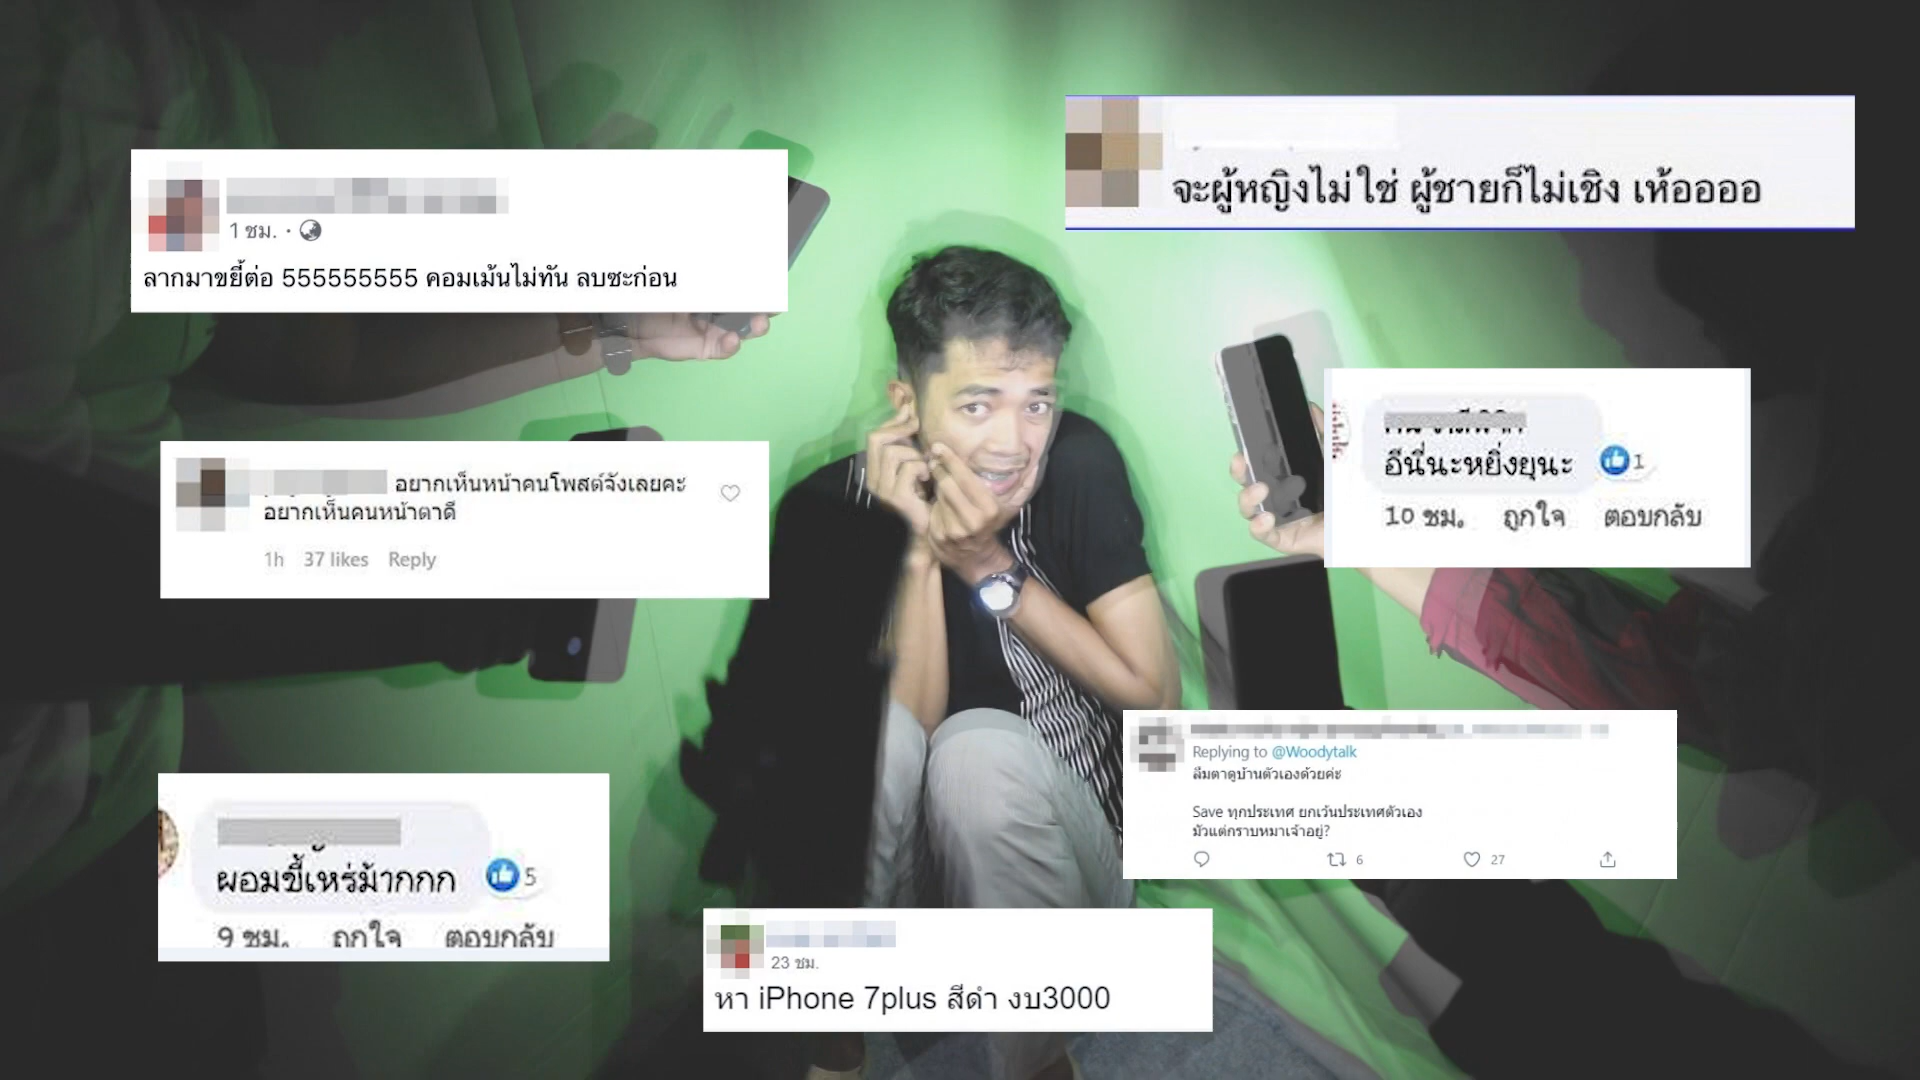 1 ชม. ·
ลากมาขยี้ต่อ 555555555 คอมเม้นไม่ทัน ลบซะก่อน
จะผู้หญิงไม่ใช่ ผู้ชายก็ไม่เชิง เห้ออออ
อยากเห็นหน้าคนโพสต์จังเลยคะ
อยากเห็นคนหน้าตาดี
1h 37 likes Reply
อีนี่นะหยิ่งยุนะ
1
10 ชม. ถูกใจ ตอบกลับ
Replying to @Woodytalk
ลืมตาดูบ้านตัวเองด้วยค่ะ
Save ทุกประเทศ ยกเว้นประเทศตัวเอง
มัวแต่กราบหมาเจ้าอยู่?
6 27
ผอมขี้เหร่ม้ากกก
5
9 ชม. ถูกใจ ตอบกลับ
23 ชม.
หา iPhone 7plus สีดำ งบ3000